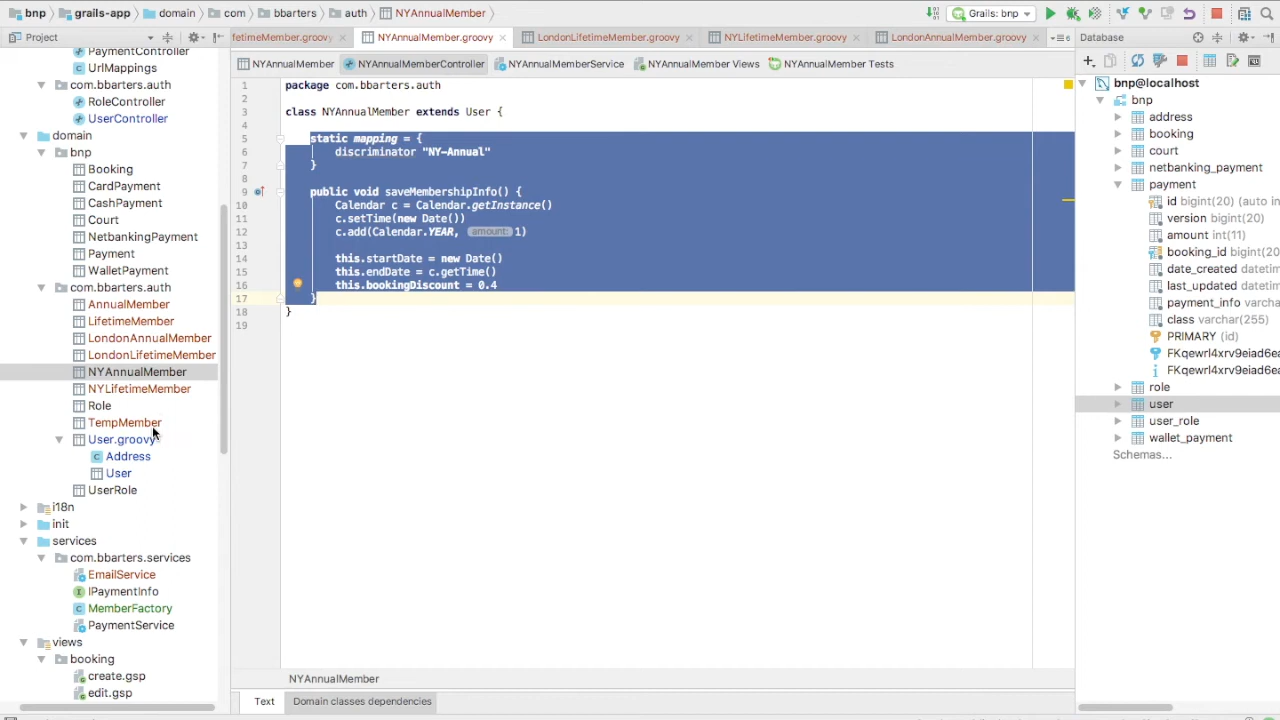 bnp grails-app domain com bbarters auth NYAnnualMember Grails: bnp
Project fetimeMember.groovy NYAnnualMember.groovy LondonLifetimeMember.groovy NYLifetimeMember.groovy LondonAnnualMember.groovy Database
NYAnnualMember NYAnnualMemberController NYAnnualMemberService NYAnnualMember Views NYAnnualMember Tests
PaymentController
UrlMappings
com.bbarters.auth
RoleController
UserController
domain
bnp
Booking
CardPayment
CashPayment
Court
NetbankingPayment
Payment
WalletPayment
com.bbarters.auth
AnnualMember
LifetimeMember
LondonAnnualMember
LondonLifetimeMember
NYAnnualMember
NYLifetimeMember
Role
TempMember
User.groovy
Address
User
UserRole
i18n
init
services
com.bbarters.services
EmailService
IPaymentInfo
MemberFactory
PaymentService
views
booking
create.gsp
edit.gsp
1 package com.bbarters.auth
2
3 class NYAnnualMember extends User {
4
5 static mapping = {
6 discriminator "NY-Annual"
7 }
8
9 public void saveMembershipInfo() {
10 Calendar c = Calendar.getInstance()
11 c.setTime(new Date())
12 c.add(Calendar.YEAR, amount: 1)
13
14 this.startDate = new Date()
15 this.endDate = c.getTime()
16 this.bookingDiscount = 0.4
17 }
18 }
19
NYAnnualMember
Text Domain classes dependencies
bnp@localhost
bnp
address
booking
court
netbanking_payment
payment
id bigint(20) (auto in
version bigint(20)
amount int(11)
booking_id bigint(20
date_created datetim
last_updated datetim
payment_info varcha
class varchar(255)
PRIMARY (id)
FKqewrl4xrv9eiad6ea
FKqewrl4xrv9eiad6ea
role
user
user_role
wallet_payment
Schemas...